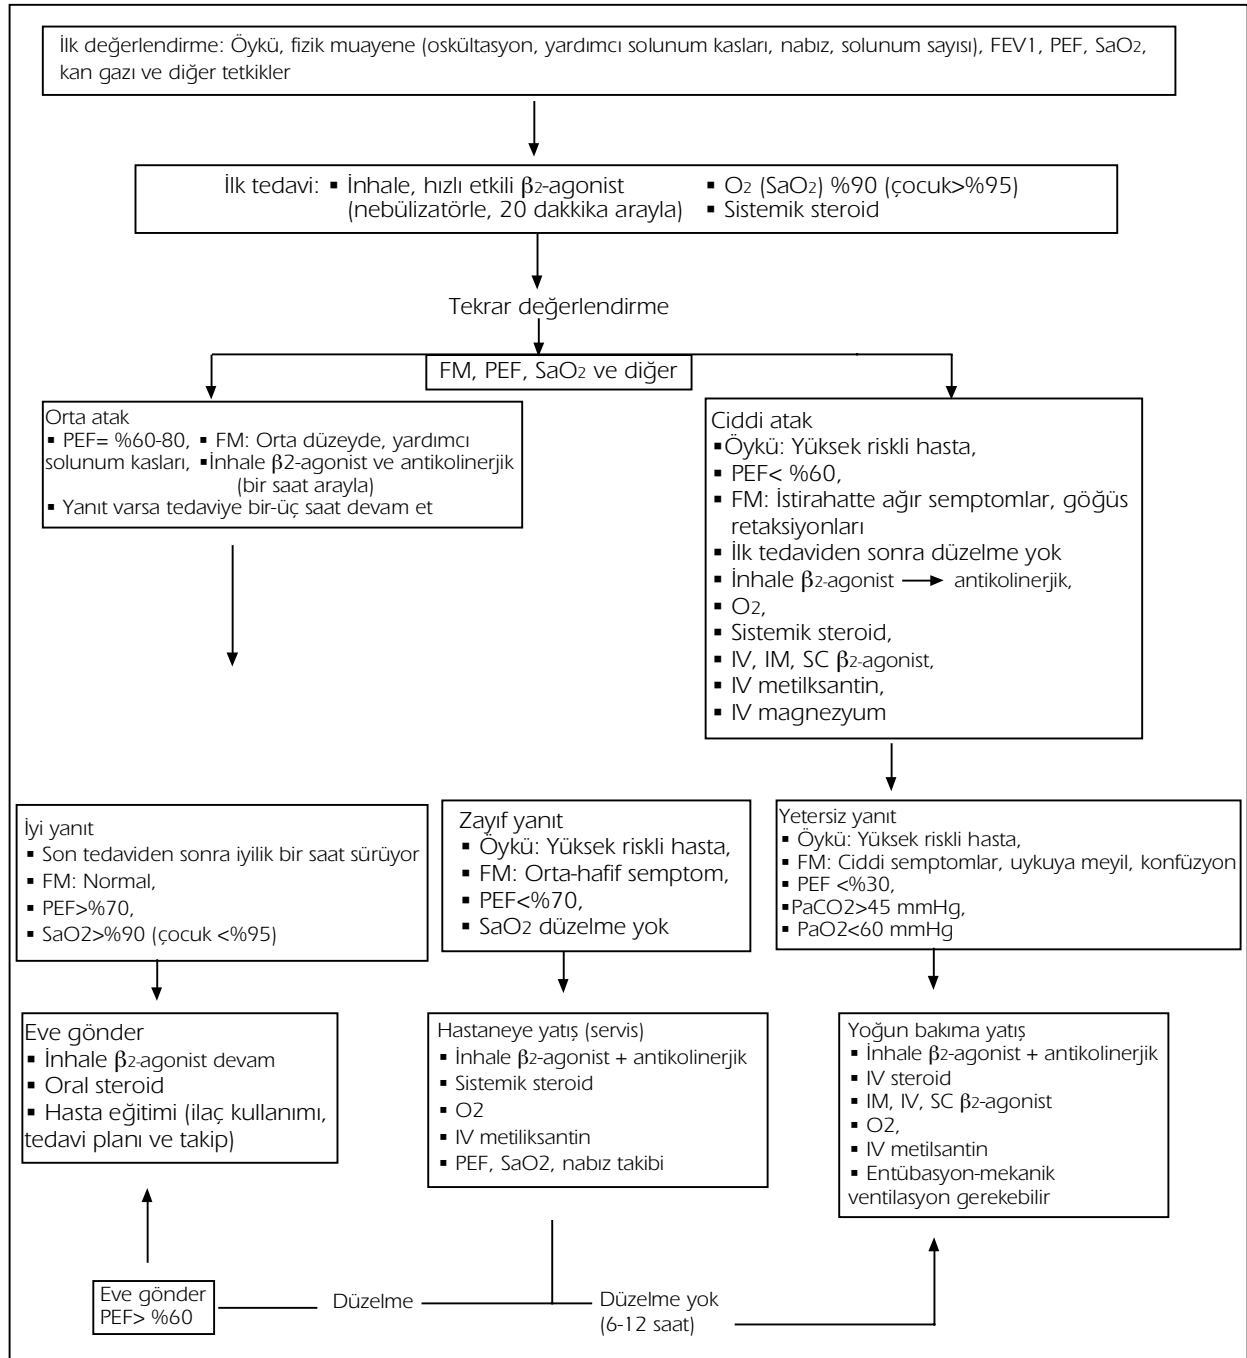 İlk değerlendirme: Öykü, fizik muayene (oskültasyon, yardımcı solunum kasları, nabız, solunum sayısı), FEV1, PEF, SaO2,
kan gazı ve diğer tetkikler
İlk tedavi: ▪ İnhale, hızlı etkili β2-agonist ▪ O2 (SaO2) %90 (çocuk>%95)
(nebülizatörle, 20 dakkika arayla) ▪ Sistemik steroid
Tekrar değerlendirme
FM, PEF, SaO2 ve diğer
Orta atak
▪ PEF= %60-80, ▪ FM: Orta düzeyde, yardımcı
solunum kasları, ▪İnhale β2-agonist ve antikolinerjik
(bir saat arayla)
▪ Yanıt varsa tedaviye bir-üç saat devam et
Ciddi atak
▪Öykü: Yüksek riskli hasta,
▪ PEF< %60,
▪ FM: İstirahatte ağır semptomlar, göğüs
retaksiyonları
▪ İlk tedaviden sonra düzelme yok
▪ İnhale β2-agonist → antikolinerjik,
▪ O2,
▪ Sistemik steroid,
▪ IV, IM, SC β2-agonist,
▪ IV metilksantin,
▪ IV magnezyum
İyi yanıt
▪ Son tedaviden sonra iyilik bir saat sürüyor
▪ FM: Normal,
▪ PEF>%70,
▪ SaO2>%90 (çocuk <%95)
Zayıf yanıt
▪ Öykü: Yüksek riskli hasta,
▪ FM: Orta-hafif semptom,
▪ PEF<%70,
▪ SaO2 düzelme yok
Yetersiz yanıt
▪ Öykü: Yüksek riskli hasta,
▪ FM: Ciddi semptomlar, uykuya meyil, konfüzyon
▪ PEF <%30,
▪PaCO2>45 mmHg,
▪ PaO2<60 mmHg
Eve gönder
▪ İnhale β2-agonist devam
▪ Oral steroid
▪ Hasta eğitimi (ilaç kullanımı,
tedavi planı ve takip)
Hastaneye yatış (servis)
▪ İnhale β2-agonist + antikolinerjik
▪ Sistemik steroid
▪ O2
▪ IV metiliksantin
▪ PEF, SaO2, nabız takibi
Yoğun bakıma yatış
▪ İnhale β2-agonist + antikolinerjik
▪ IV steroid
▪ IM, IV, SC β2-agonist
▪ O2,
▪ IV metilsantin
▪ Entübasyon-mekanik
ventilasyon gerekebilir
Eve gönder
PEF> %60
Düzelme
Düzelme yok
(6-12 saat)